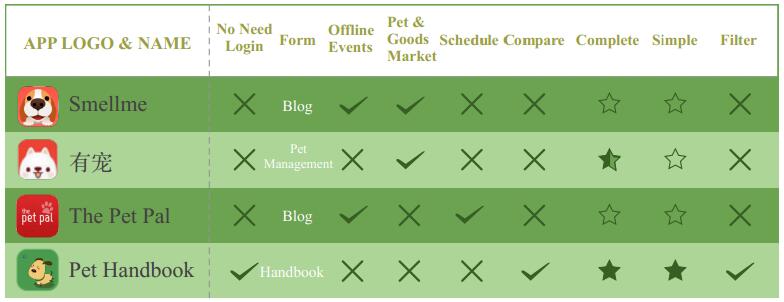 APP LOGO & NAME
No Need
Login
Form
Offline
Events
Pet &
Goods
Market
Schedule
Compare
Complete
Simple
Filter
Smellme
Blog
有宠
Pet
Management
the
pet pal
The Pet Pal
Blog
Pet Handbook
Handbook